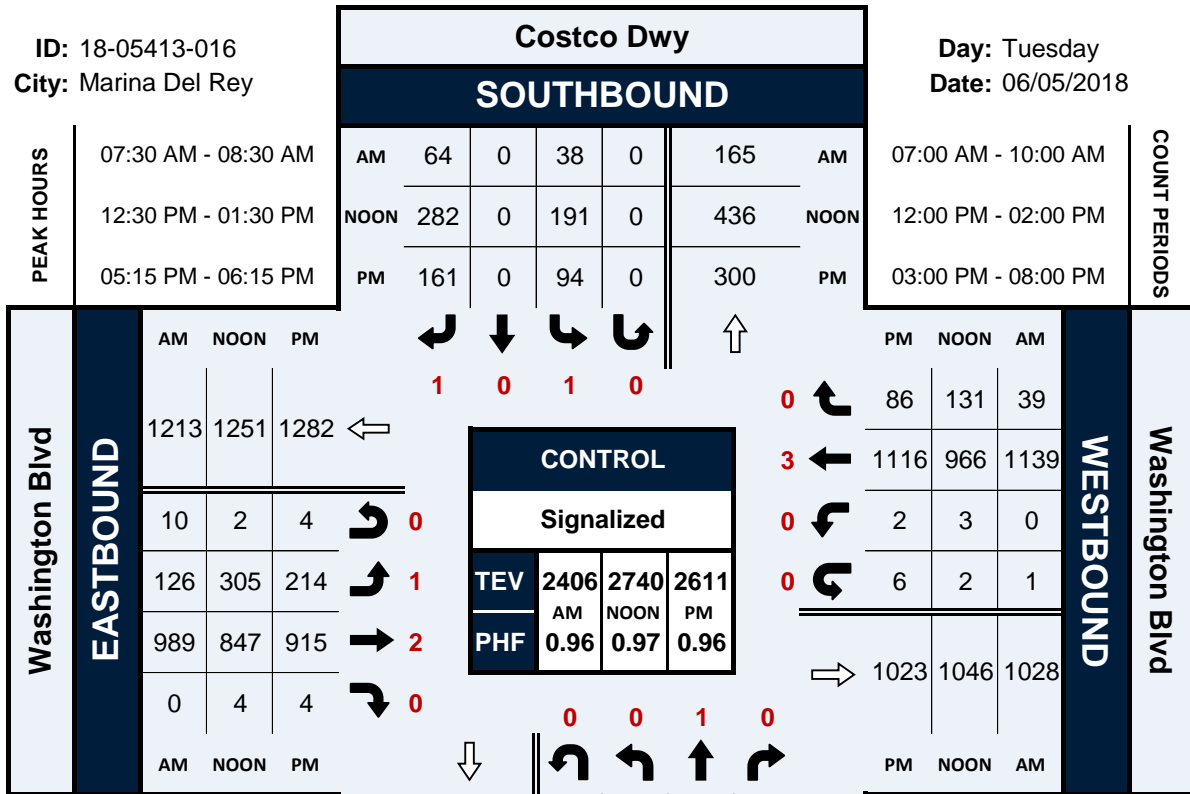 Costco Dwy
ID: 18-05413-016
City: Marina Del Rey
Day: Tuesday
Date: 06/05/2018
SOUTHBOUND
PEAK HOURS
07:30 AM - 08:30 AM
12:30 PM - 01:30 PM
05:15 PM - 06:15 PM
AM 64 0 38 0 165 AM
NOON 282 0 191 0 436 NOON
PM 161 0 94 0 300 PM
07:00 AM - 10:00 AM
12:00 PM - 02:00 PM
03:00 PM - 08:00 PM
COUNT PERIODS
1 0 1 0
Washington Blvd
EASTBOUND
AM NOON PM
1213 1251 1282
10 2 4 0
126 305 214 1
989 847 915 2
0 4 4 0
AM NOON PM
CONTROL
Signalized
TEV 2406 2740 2611
AM NOON PM
PHF 0.96 0.97 0.96
PM NOON AM
0 86 131 39
3 1116 966 1139
0 2 3 0
0 6 2 1
1023 1046 1028
PM NOON AM
WESTBOUND
Washington Blvd
0 0 1 0